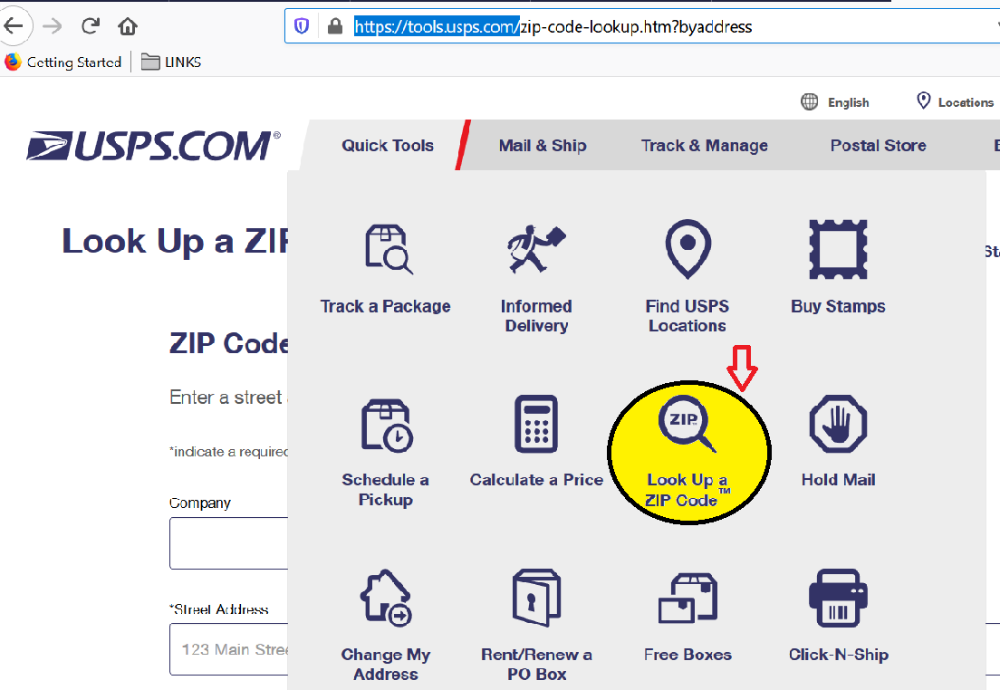 https://tools.usps.com/zip-code-lookup.htm?byaddress
Getting Started
LINKS
English
Locations
USPS.COM®
Quick Tools
Mail & Ship
Track & Manage
Postal Store
Look Up a ZIP
Track a Package
Informed
Delivery
Find USPS
Locations
Buy Stamps
ZIP Code
Enter a street
*indicate a required
Schedule a
Pickup
Calculate a Price
ZIP
Look Up a
ZIP Code™
Hold Mail
Company
*Street Address
123 Main Stree
Change My
Address
Rent/Renew a
PO Box
Free Boxes
Click-N-Ship